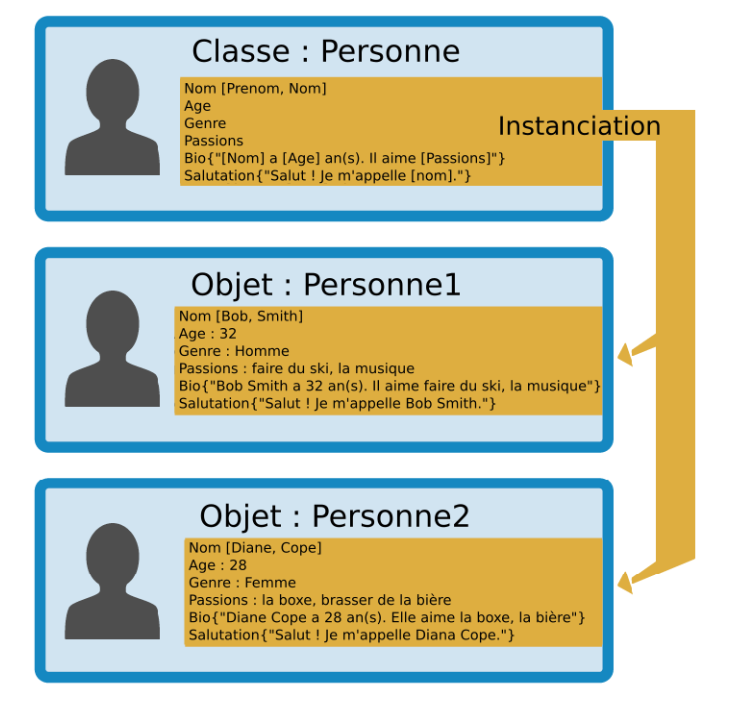 Classe : Personne
Nom [Prenom, Nom]
Age
Genre
Passions
Bio{"[Nom] a [Age] an(s). Il aime [Passions]"}
Salutation{"Salut ! Je m'appelle [nom]."}
Instanciation
Objet : Personne1
Nom [Bob, Smith]
Age : 32
Genre : Homme
Passions : faire du ski, la musique
Bio{"Bob Smith a 32 an(s). Il aime faire du ski, la musique"}
Salutation{"Salut ! Je m'appelle Bob Smith."}
Objet : Personne2
Nom [Diane, Cope]
Age : 28
Genre : Femme
Passions : la boxe, brasser de la bière
Bio{"Diane Cope a 28 an(s). Elle aime la boxe, la bière"}
Salutation{"Salut ! Je m'appelle Diana Cope."}